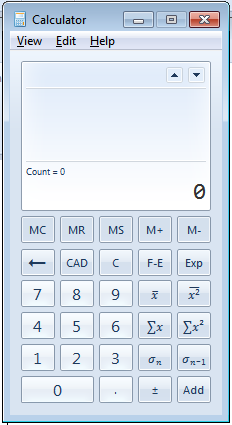 Calculator
View Edit Help
Count = 0
0
MC MR MS M+ M-
← CAD C F-E Exp
7 8 9 x̄ x̄²
4 5 6 ∑x ∑x²
1 2 3 σₙ σₙ₋₁
0 . ± Add